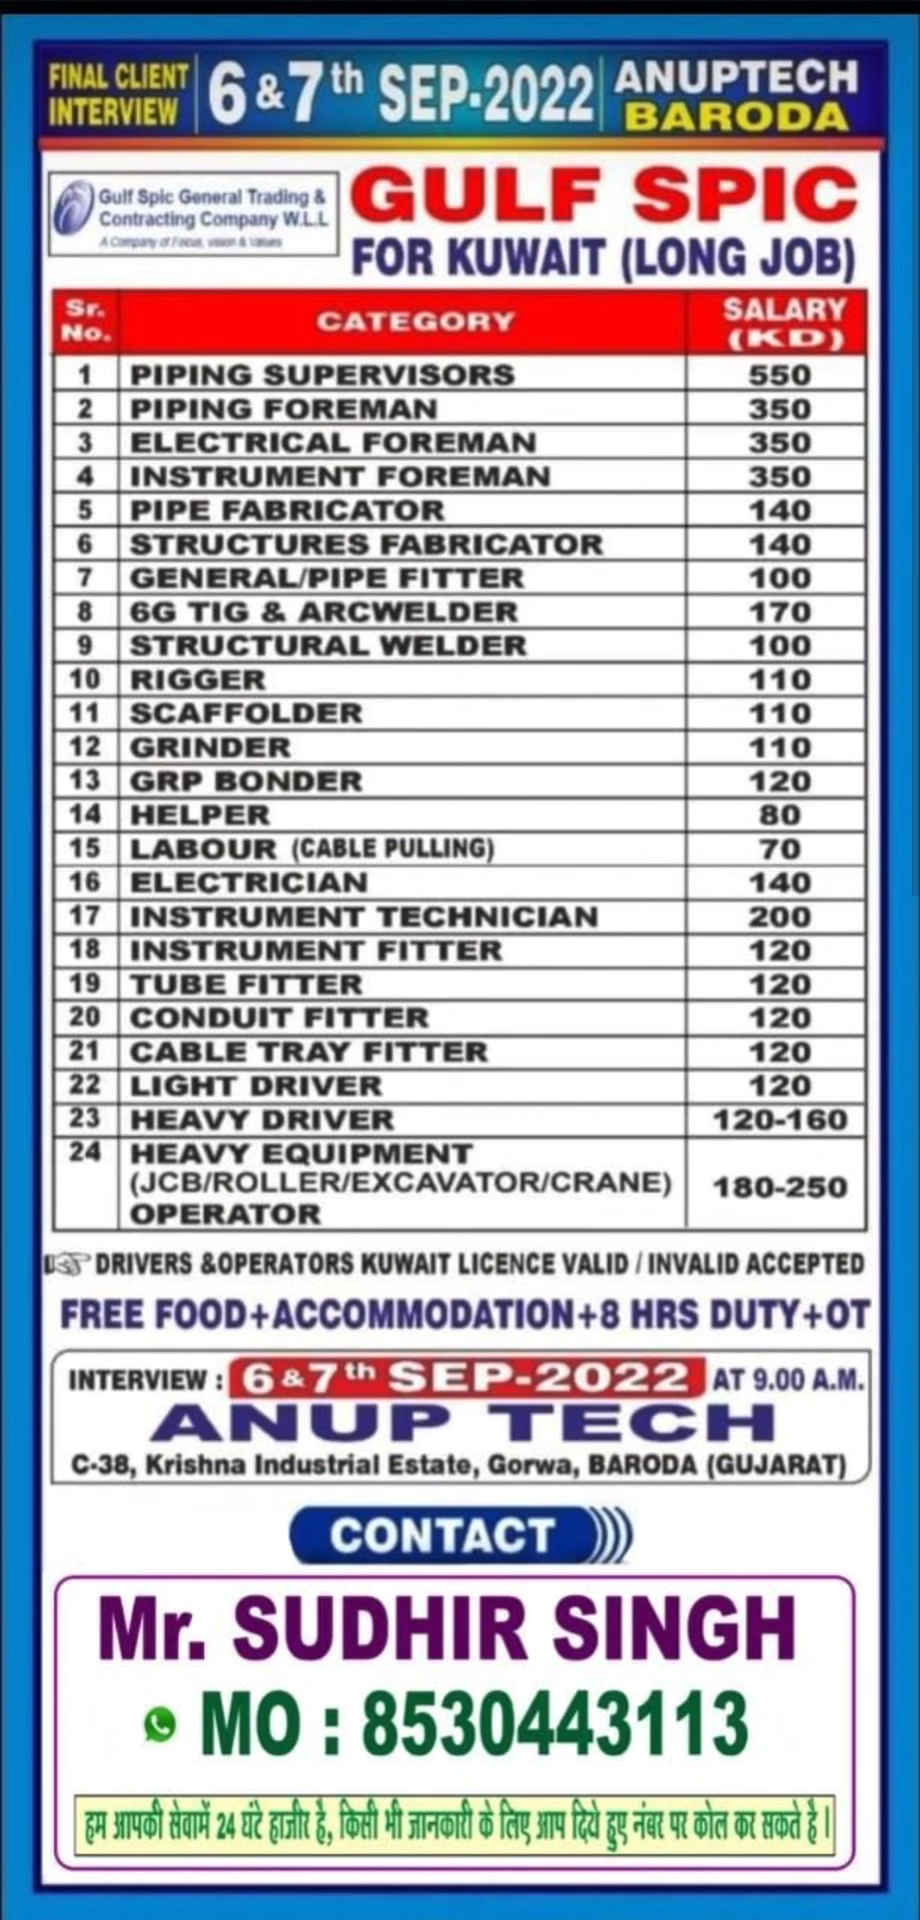 FINAL CLIENT INTERVIEW 6 & 7th SEP-2022 ANUPTECH BARODA
Gulf Spic General Trading &
Contracting Company W.L.L
A Company of Focus, vision & Values
GULF SPIC
FOR KUWAIT (LONG JOB)
Sr. No. CATEGORY SALARY (KD)
1 PIPING SUPERVISORS 550
2 PIPING FOREMAN 350
3 ELECTRICAL FOREMAN 350
4 INSTRUMENT FOREMAN 350
5 PIPE FABRICATOR 140
6 STRUCTURES FABRICATOR 140
7 GENERAL/PIPE FITTER 100
8 6G TIG & ARCWELDER 170
9 STRUCTURAL WELDER 100
10 RIGGER 110
11 SCAFFOLDER 110
12 GRINDER 110
13 GRP BONDER 120
14 HELPER 80
15 LABOUR (CABLE PULLING) 70
16 ELECTRICIAN 140
17 INSTRUMENT TECHNICIAN 200
18 INSTRUMENT FITTER 120
19 TUBE FITTER 120
20 CONDUIT FITTER 120
21 CABLE TRAY FITTER 120
22 LIGHT DRIVER 120
23 HEAVY DRIVER 120-160
24 HEAVY EQUIPMENT
(JCB/ROLLER/EXCAVATOR/CRANE) 180-250
OPERATOR
DRIVERS &OPERATORS KUWAIT LICENCE VALID / INVALID ACCEPTED
FREE FOOD+ACCOMMODATION+8 HRS DUTY+OT
INTERVIEW : 6 & 7th SEP-2022 AT 9.00 A.M.
ANUP TECH
C-38, Krishna Industrial Estate, Gorwa, BARODA (GUJARAT)
CONTACT
Mr. SUDHIR SINGH
MO : 8530443113
हम आपकी सेवामें 24 घंटे हाजीर है, किसी भी जानकारी के लिए आप दिये हुए नंबर पर कोल कर सकते है।